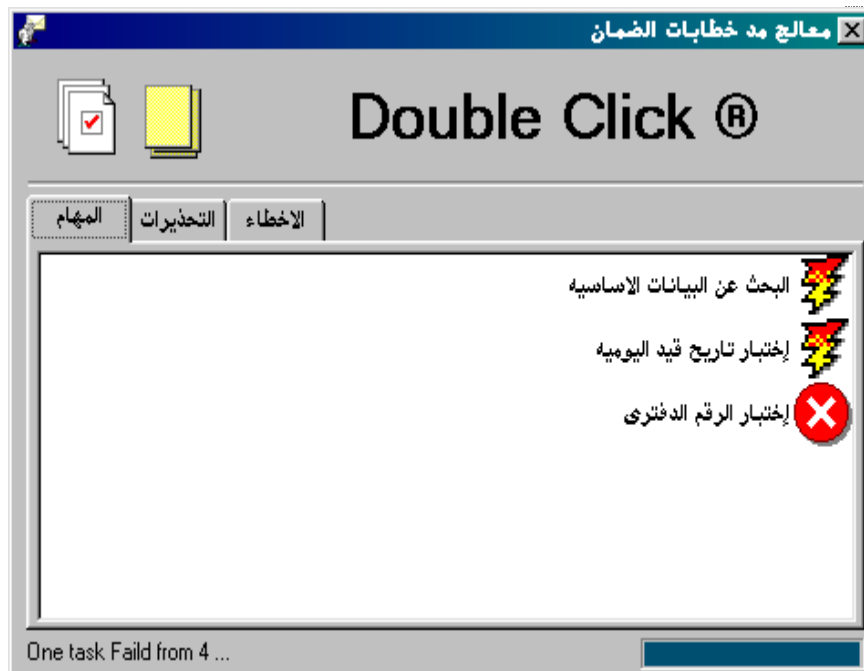 معالج مد خطابات الضمان
Double Click ®
المهام
التحذيرات
الاخطاء
البحث عن البيانات الاساسيه
إختبار تاريخ قيد اليوميه
إختبار الرقم الدفترى
One task Faild from 4 ...